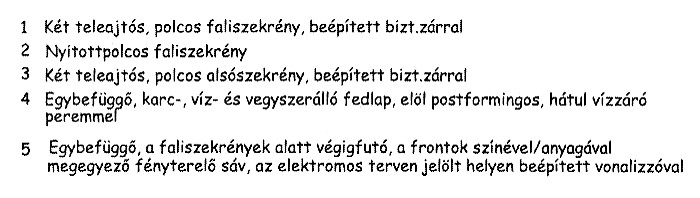 1 Két teleajtós, polcos faliszekrény, beépített bizt.zárral
2 Nyitottpolcos faliszekrény
3 Két teleajtós, polcos alsószekrény, beépített bizt.zárral
4 Egybefüggő, karc-, víz- és vegyszerálló fedlap, elöl postformingos, hátul vízzáró
peremmel
5 Egybefüggő, a faliszekrények alatt végigfutó, a frontok színével/anyagával
megegyező fényterelő sáv, az elektromos terven jelölt helyen beépített vonalizzóval